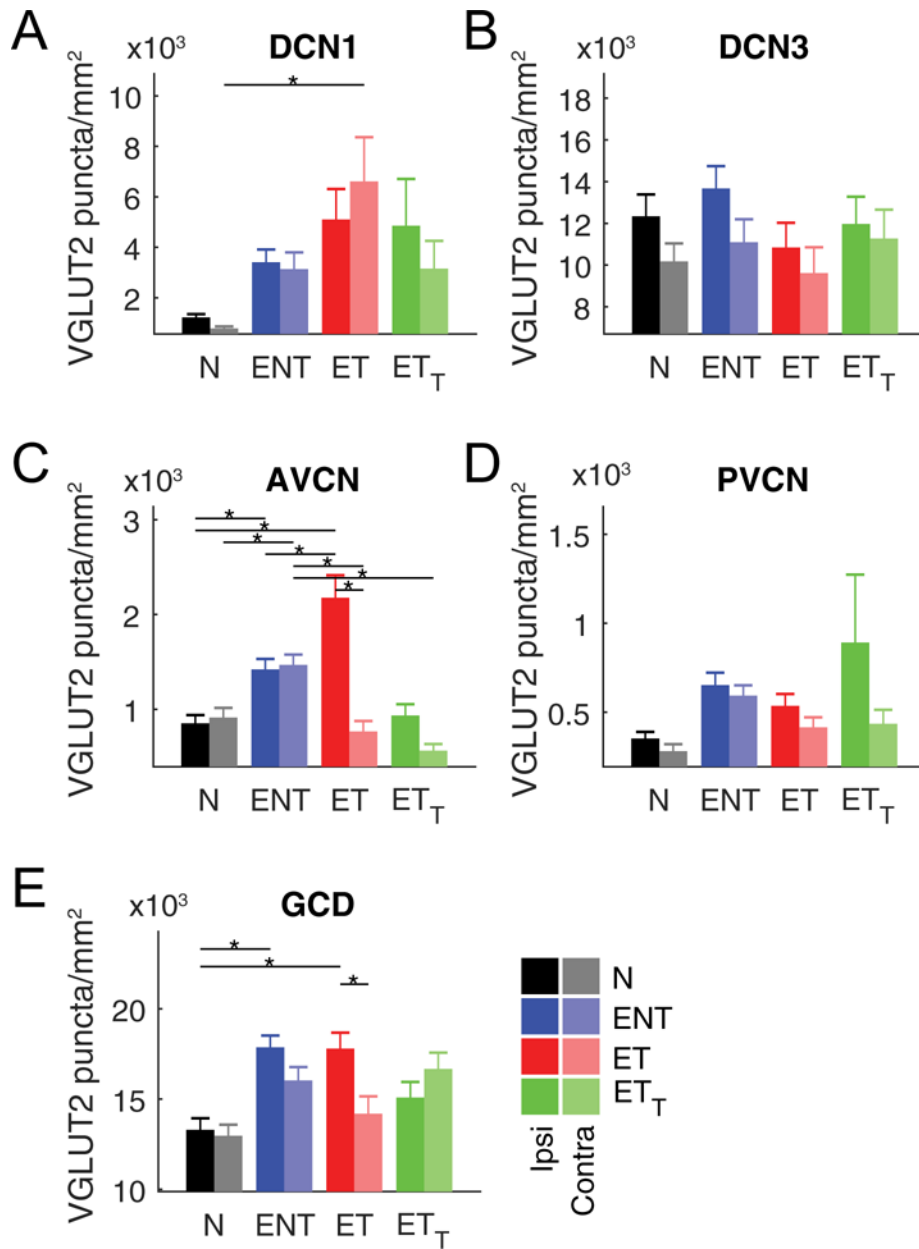 A
x10³ DCN1
VGLUT2 puncta/mm²
10
8
6
4
2
*
N ENT ET ET_T
B
x10³ DCN3
VGLUT2 puncta/mm²
18
16
14
12
10
8
N ENT ET ET_T
C
x10³ AVCN
VGLUT2 puncta/mm²
3
2
1
*
*
*
*
*
*
*
N ENT ET ET_T
D
x10³ PVCN
VGLUT2 puncta/mm²
1.5
1
0.5
N ENT ET ET_T
E
x10³ GCD
VGLUT2 puncta/mm²
20
15
10
*
*
*
N ENT ET ET_T
N
ENT
ET
ET_T
Ipsi
Contra